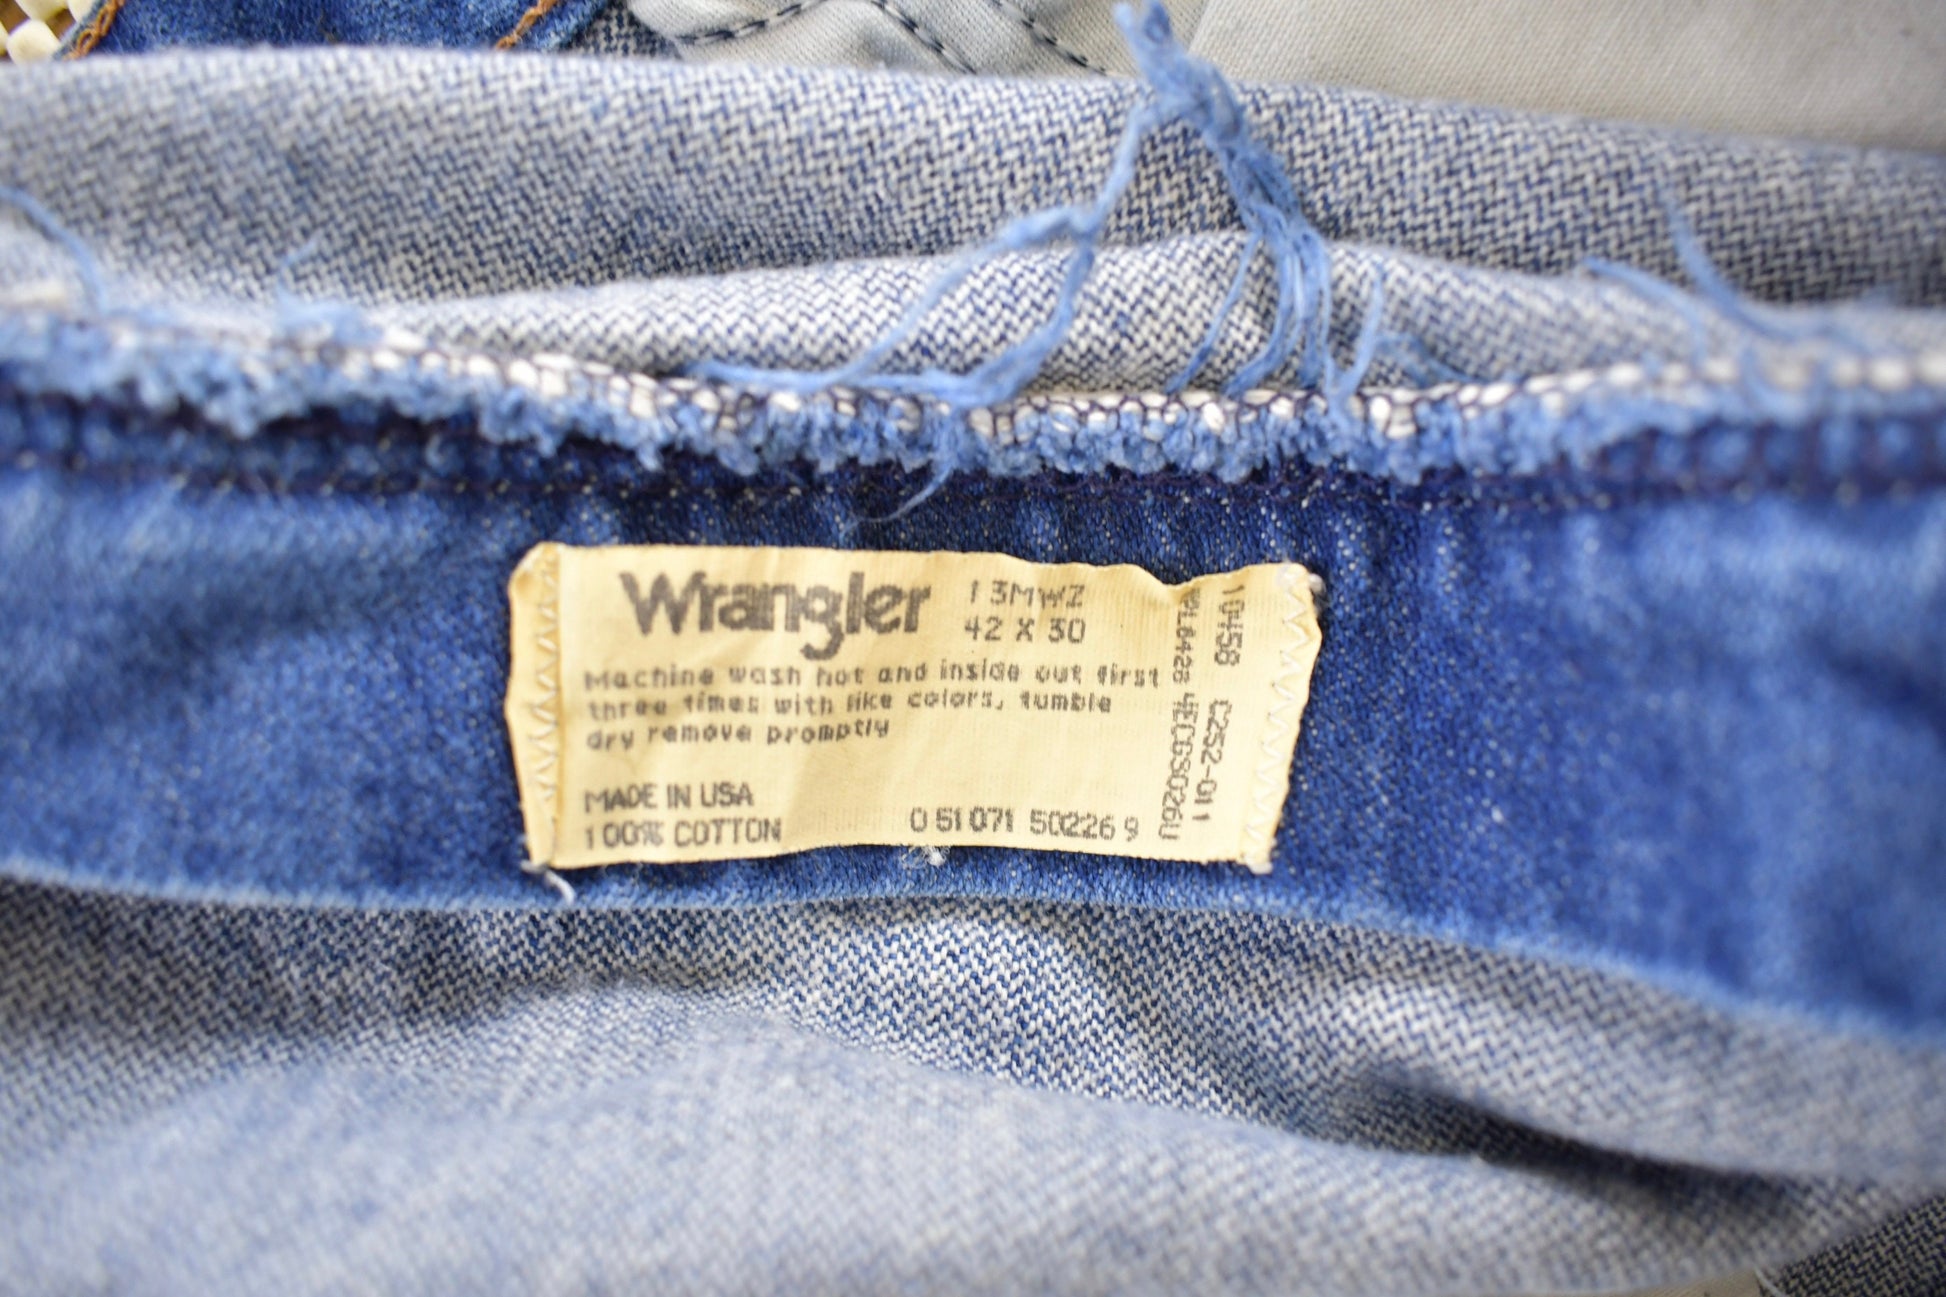 Wrangler 13MWZ
42 X 30
Machine wash hot and inside out first
three times with like colors, tumble
dry remove promptly
MADE IN USA
100% COTTON 0 51071 50226 9
10458 C252-011